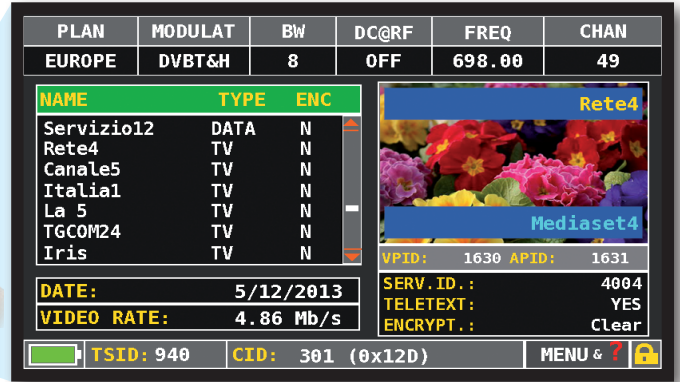 PLAN MODULAT BW DC@RF FREQ CHAN
EUROPE DVBT&H 8 OFF 698.00 49
NAME TYPE ENC
Servizio12 DATA N
Rete4 TV N
Canale5 TV N
Italia1 TV N
La 5 TV N
TGCOM24 TV N
Iris TV N
DATE: 5/12/2013
VIDEO RATE: 4.86 Mb/s
Rete4
Mediaset4
VPID: 1630 APID: 1631
SERV.ID.: 4004
TELETEXT: YES
ENCRYPT.: Clear
TSID: 940 CID: 301 (0x12D) MENU & ?